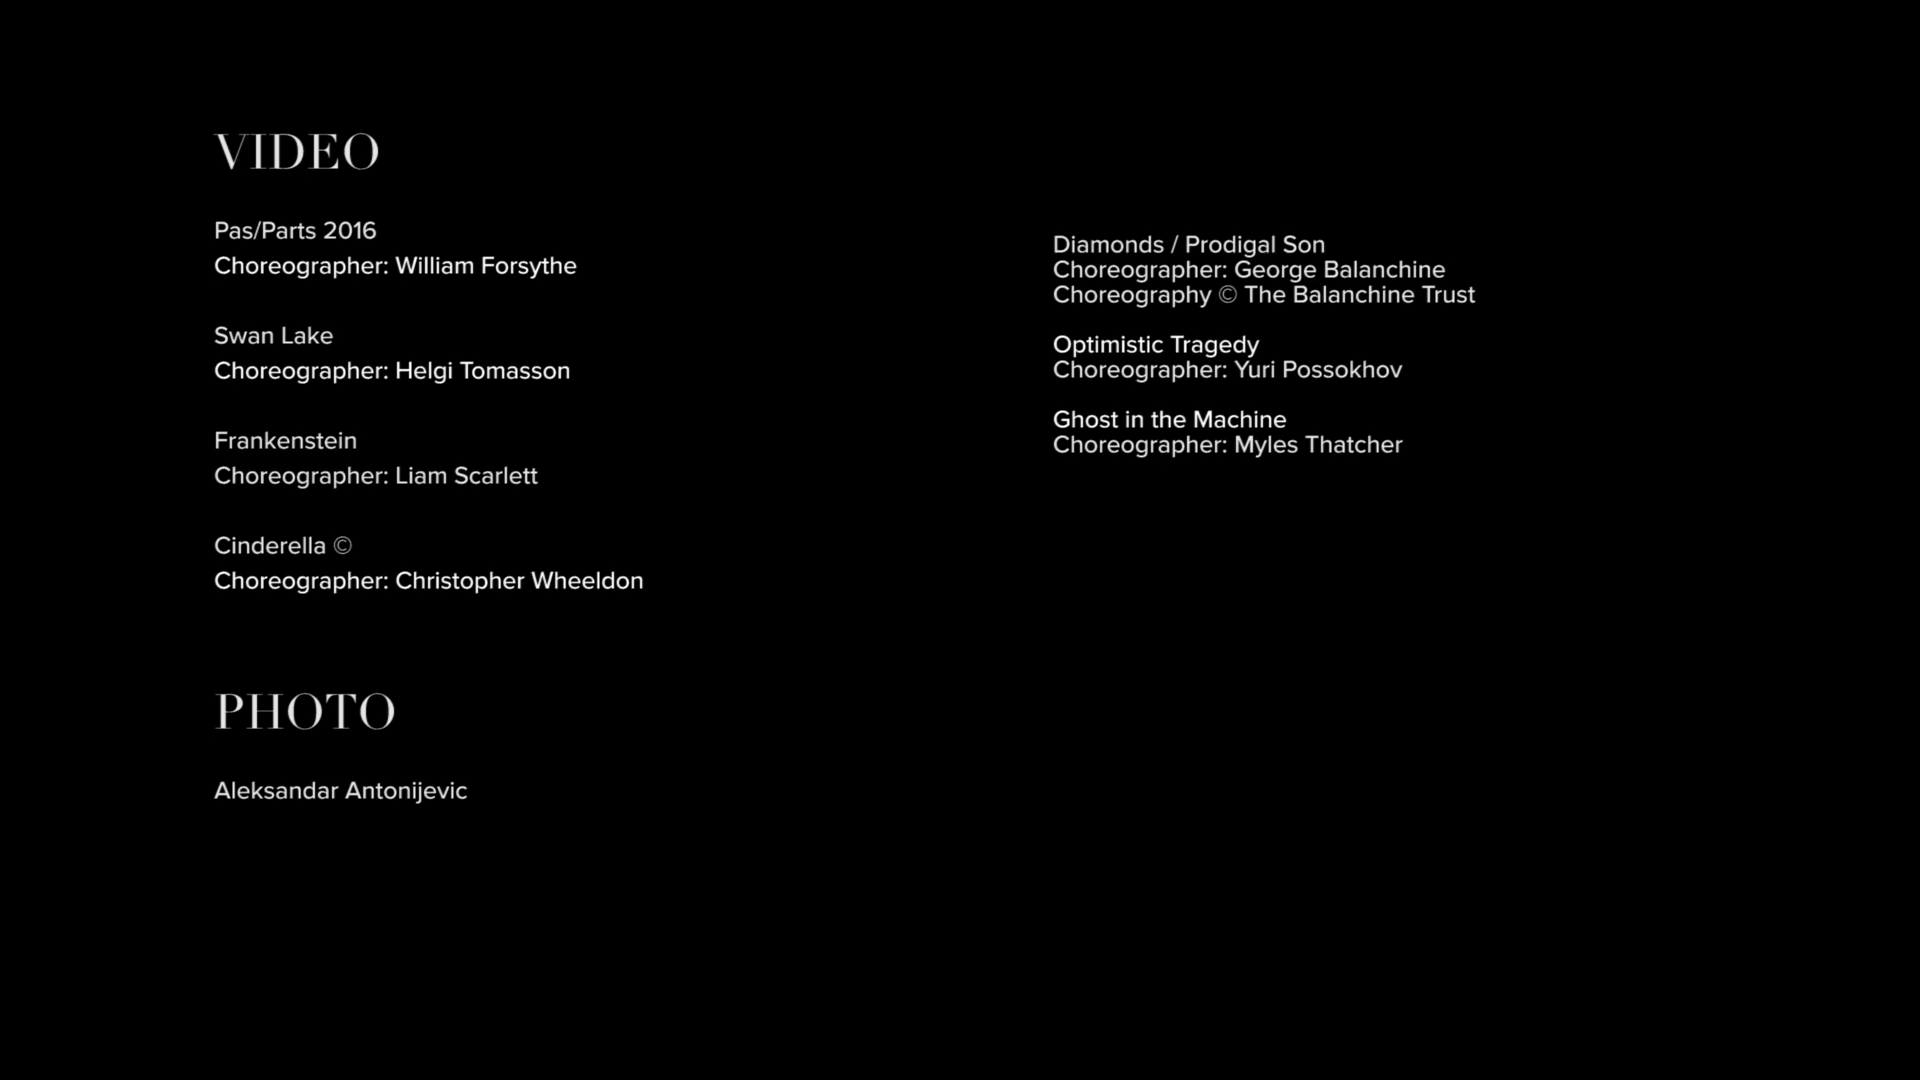 VIDEO
Pas/Parts 2016
Choreographer: William Forsythe
Swan Lake
Choreographer: Helgi Tomasson
Frankenstein
Choreographer: Liam Scarlett
Cinderella ©
Choreographer: Christopher Wheeldon
Diamonds / Prodigal Son
Choreographer: George Balanchine
Choreography © The Balanchine Trust
Optimistic Tragedy
Choreographer: Yuri Possokhov
Ghost in the Machine
Choreographer: Myles Thatcher
PHOTO
Aleksandar Antonijevic